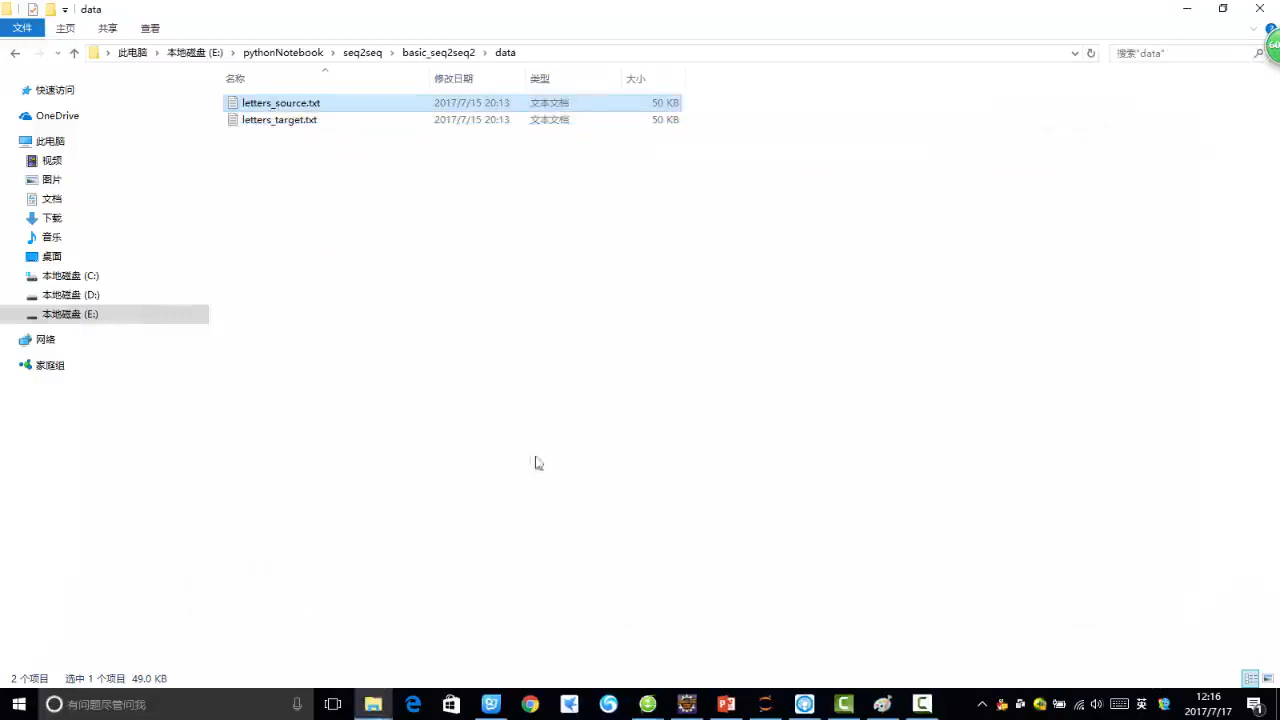 data
文件 主页 共享 查看
此电脑 本地磁盘 (E:) pythonNotebook seq2seq basic_seq2seq2 data
搜索"data"
60
名称 修改日期 类型 大小
letters_source.txt 2017/7/15 20:13 文本文档 50 KB
letters_target.txt 2017/7/15 20:13 文本文档 50 KB
快速访问
OneDrive
此电脑
视频
图片
文档
下载
音乐
桌面
本地磁盘 (C:)
本地磁盘 (D:)
本地磁盘 (E:)
网络
家庭组
2 个项目 选中 1 个项目 49.0 KB
有问题尽管问我
英
12:16
2017/7/17